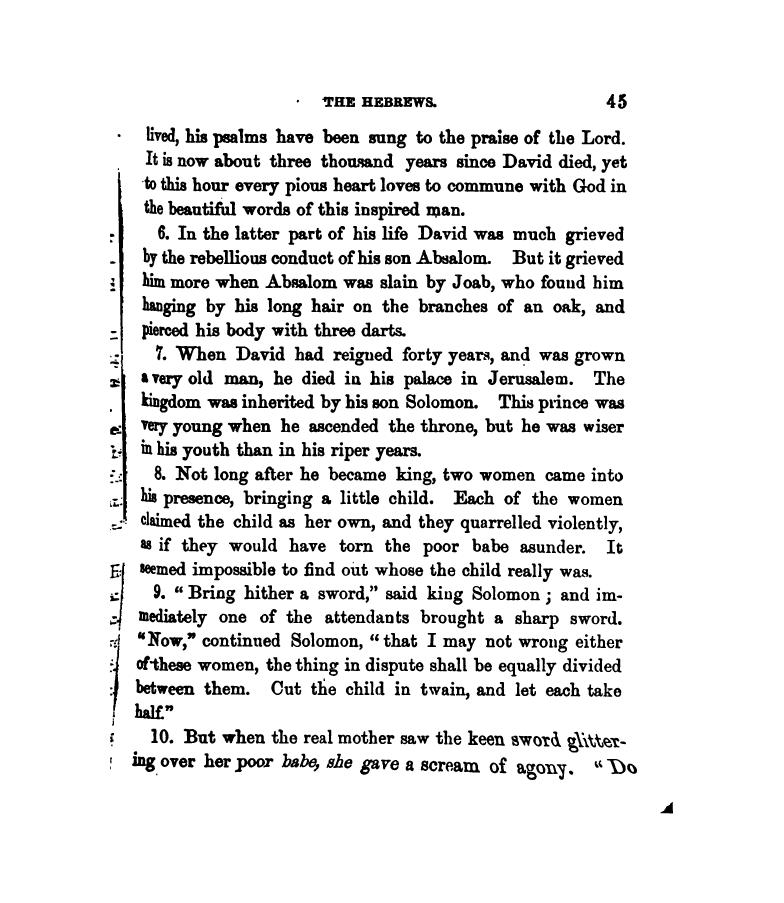 THE HEBREWS. 45
lived, his psalms have been sung to the praise of the Lord.
It is now about three thousand years since David died, yet
to this hour every pious heart loves to commune with God in
the beautiful words of this inspired man.
6. In the latter part of his life David was much grieved
by the rebellious conduct of his son Absalom. But it grieved
him more when Absalom was slain by Joab, who found him
hanging by his long hair on the branches of an oak, and
pierced his body with three darts.
7. When David had reigned forty years, and was grown
a very old man, he died in his palace in Jerusalem. The
kingdom was inherited by his son Solomon. This prince was
very young when he ascended the throne, but he was wiser
in his youth than in his riper years.
8. Not long after he became king, two women came into
his presence, bringing a little child. Each of the women
claimed the child as her own, and they quarrelled violently,
as if they would have torn the poor babe asunder. It
seemed impossible to find out whose the child really was.
9. "Bring hither a sword," said king Solomon; and im-
mediately one of the attendants brought a sharp sword.
"Now," continued Solomon, "that I may not wrong either
of these women, the thing in dispute shall be equally divided
between them. Cut the child in twain, and let each take
half."
10. But when the real mother saw the keen sword glitter-
ing over her poor babe, she gave a scream of agony. "Do